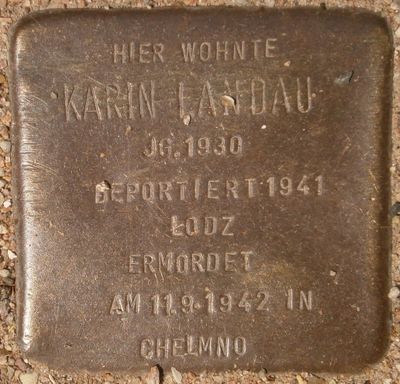 HIER WOHNTE
KARIN LANDAU
JG. 1930
DEPORTIERT 1941
ŁODZ
ERMORDET
AM 11.9.1942 IN
CHELMNO